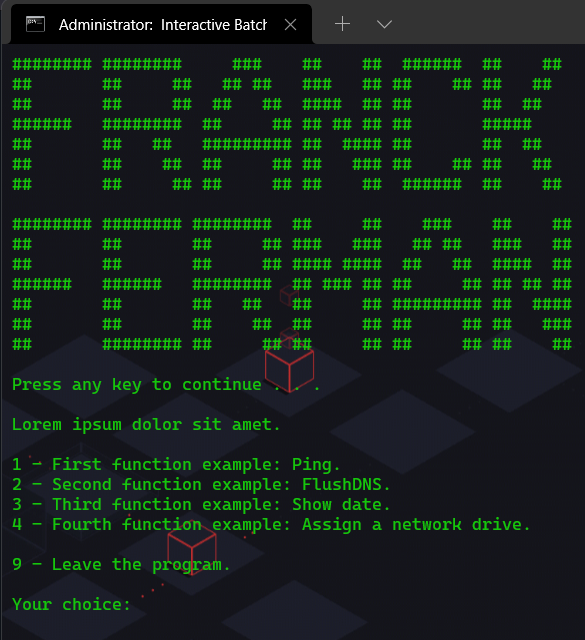 Administrator: Interactive Batch
FRANCK
FERMAN
Press any key to continue . . .
Lorem ipsum dolor sit amet.
1 - First function example: Ping.
2 - Second function example: FlushDNS.
3 - Third function example: Show date.
4 - Fourth function example: Assign a network drive.
9 - Leave the program.
Your choice: